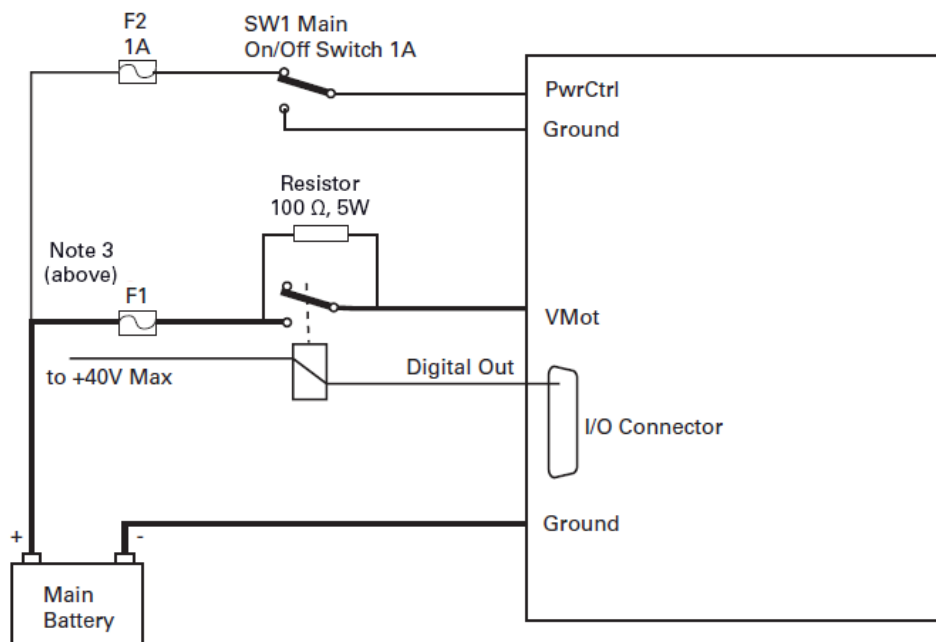 F2
1A
SW1 Main
On/Off Switch 1A
PwrCtrl
Ground
Resistor
100 Ω, 5W
Note 3
(above)
F1
VMot
to +40V Max
Digital Out
I/O Connector
Ground
+
-
Main
Battery